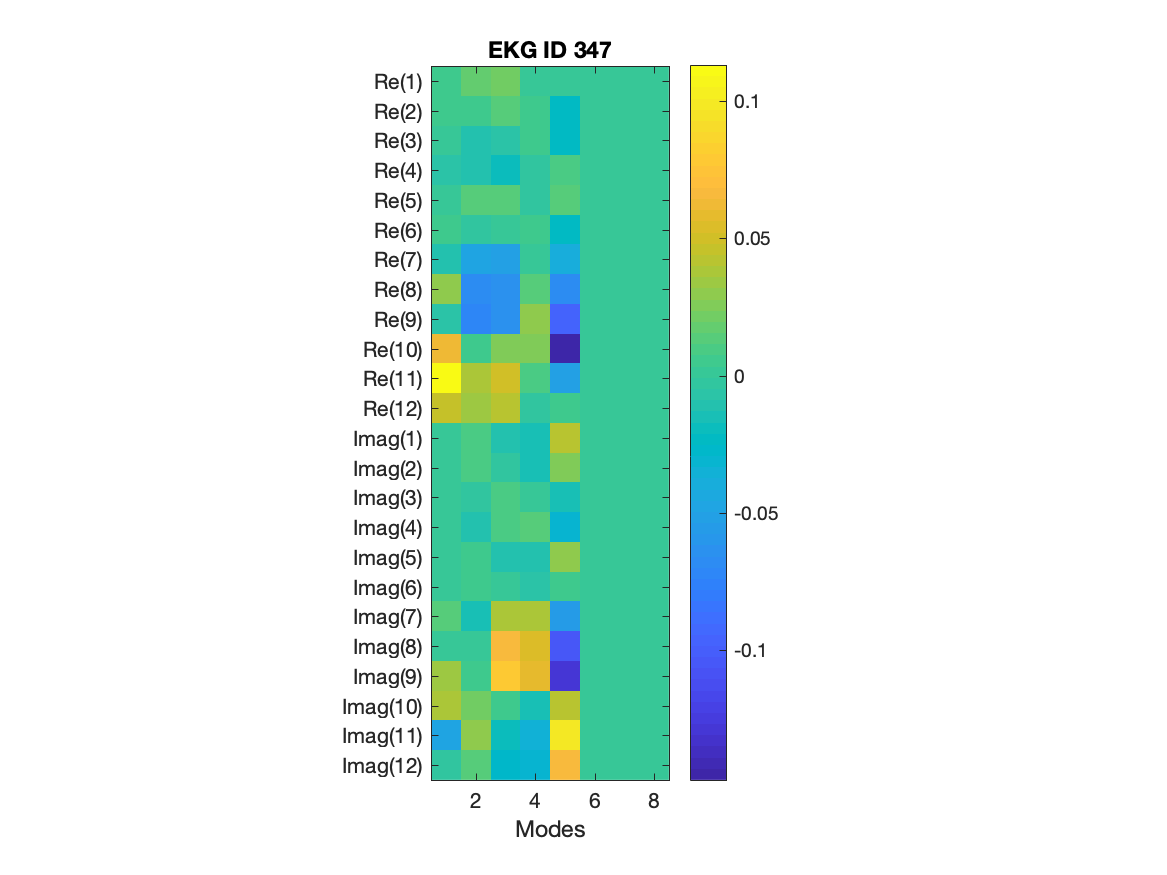 EKG ID 347
Re(1)
Re(2)
Re(3)
Re(4)
Re(5)
Re(6)
Re(7)
Re(8)
Re(9)
Re(10)
Re(11)
Re(12)
Imag(1)
Imag(2)
Imag(3)
Imag(4)
Imag(5)
Imag(6)
Imag(7)
Imag(8)
Imag(9)
Imag(10)
Imag(11)
Imag(12)
2 4 6 8
Modes
0.1
0.05
0
-0.05
-0.1